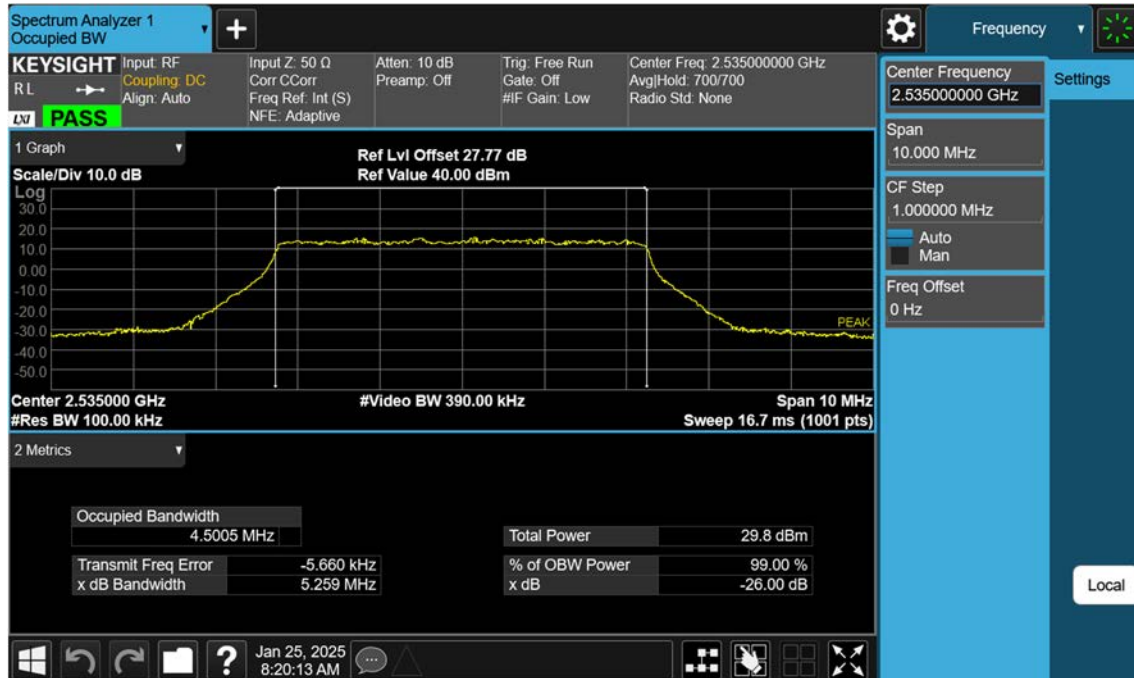 Spectrum Analyzer 1
Occupied BW
+
Frequency
KEYSIGHT
RL
LXI
PASS
Input: RF
Coupling: DC
Align: Auto
Input Z: 50 Ω
Corr CCorr
Freq Ref: Int (S)
NFE: Adaptive
Atten: 10 dB
Preamp: Off
Trig: Free Run
Gate: Off
#IF Gain: Low
Center Freq: 2.535000000 GHz
Avg|Hold: 700/700
Radio Std: None
Center Frequency
2.535000000 GHz
Settings
Span
10.000 MHz
CF Step
1.000000 MHz
Auto
Man
Freq Offset
0 Hz
1 Graph
Scale/Div 10.0 dB
Ref Lvl Offset 27.77 dB
Ref Value 40.00 dBm
Log
30.0
20.0
10.0
0.00
-10.0
-20.0
-30.0
-40.0
-50.0
PEAK
Center 2.535000 GHz
#Video BW 390.00 kHz
Span 10 MHz
#Res BW 100.00 kHz
Sweep 16.7 ms (1001 pts)
2 Metrics
Occupied Bandwidth
4.5005 MHz
Total Power 29.8 dBm
Transmit Freq Error -5.660 kHz
% of OBW Power 99.00 %
x dB Bandwidth 5.259 MHz
x dB -26.00 dB
Local
?
Jan 25, 2025
8:20:13 AM